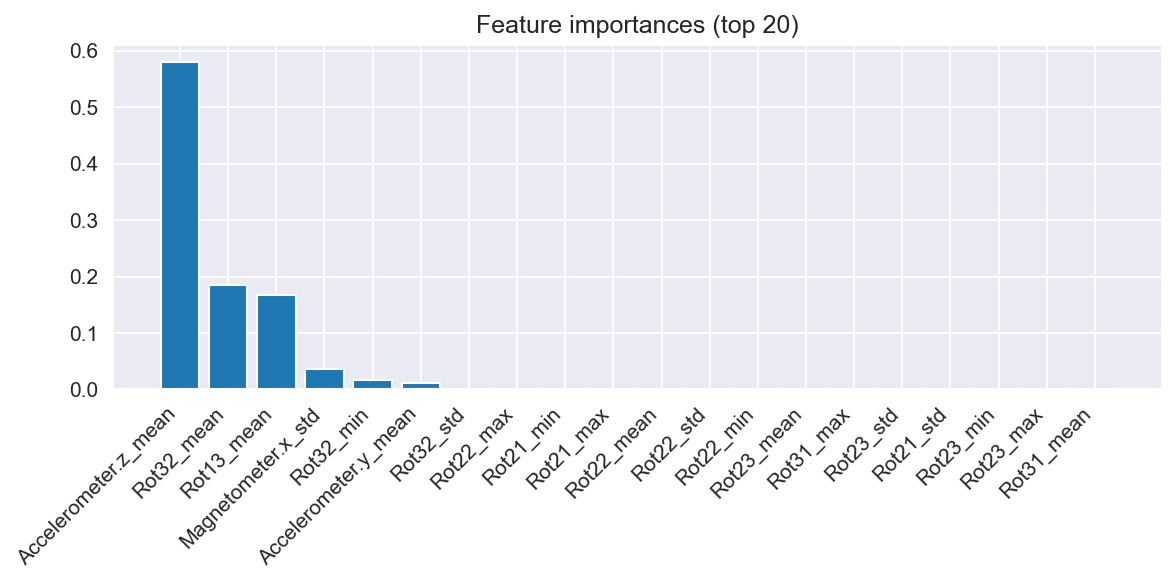 Feature importances (top 20)
0.6
0.5
0.4
0.3
0.2
0.1
0.0
Accelerometer.z_mean
Rot32_mean
Rot13_mean
Magnetometer.x_std
Rot32_min
Accelerometer.y_mean
Rot32_std
Rot22_max
Rot21_min
Rot21_max
Rot22_mean
Rot22_std
Rot22_min
Rot23_mean
Rot31_max
Rot23_std
Rot21_std
Rot23_min
Rot23_max
Rot31_mean